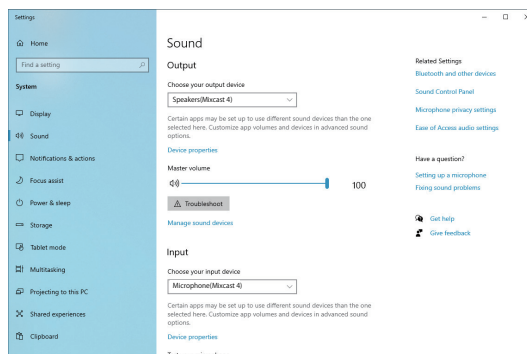 Settings
Home
Find a setting
System
Display
Sound
Notifications & actions
Focus assist
Power & sleep
Storage
Tablet mode
Multitasking
Projecting to this PC
Shared experiences
Clipboard
Sound
Output
Choose your output device
Speakers(Mixcast 4)
Certain apps may be set to use different sound devices than the one
selected here. Customize app volumes and devices in advanced sound
options.
Device properties
Master volume
100
Troubleshoot
Manage sound devices
Input
Choose your input device
Microphone(Mixcast 4)
Certain apps may be set up to use different sound devices than the one
selected here. Customize app volumes and devices in advanced sound
options.
Device properties
Related Settings
Bluetooth and other devices
Sound Control Panel
Microphone privacy settings
Ease of Access audio settings
Have a question?
Setting up a microphone
Fixing sound problems
Get help
Give feedback